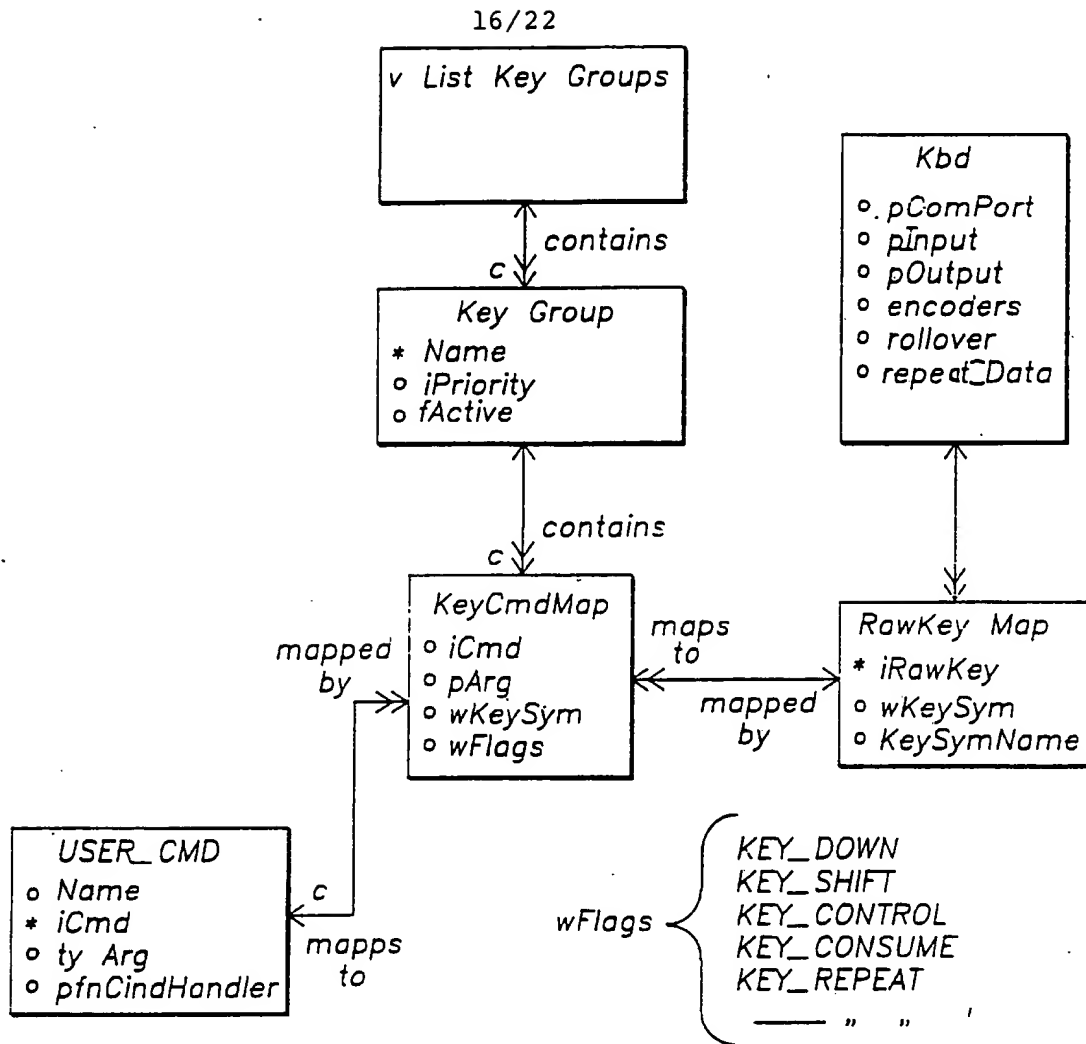 16/22
v List Key Groups
contains
c
Key Group
* Name
o iPriority
o fActive
contains
c
Kbd
o. pComPort
o pInput
o pOutput
o encoders
o rollover
o repeat_Data
KeyCmdMap
o iCmd
o pArg
o wKeySym
o wFlags
maps
to
mapped
by
RawKey Map
* iRawKey
o wKeySym
o KeySymName
mapped
by
USER_CMD
o Name
* iCmd
o ty Arg
o pfnCindHandler
c
mapps
to
wFlags
KEY_DOWN
KEY_SHIFT
KEY_CONTROL
KEY_CONSUME
KEY_REPEAT
—— " " '